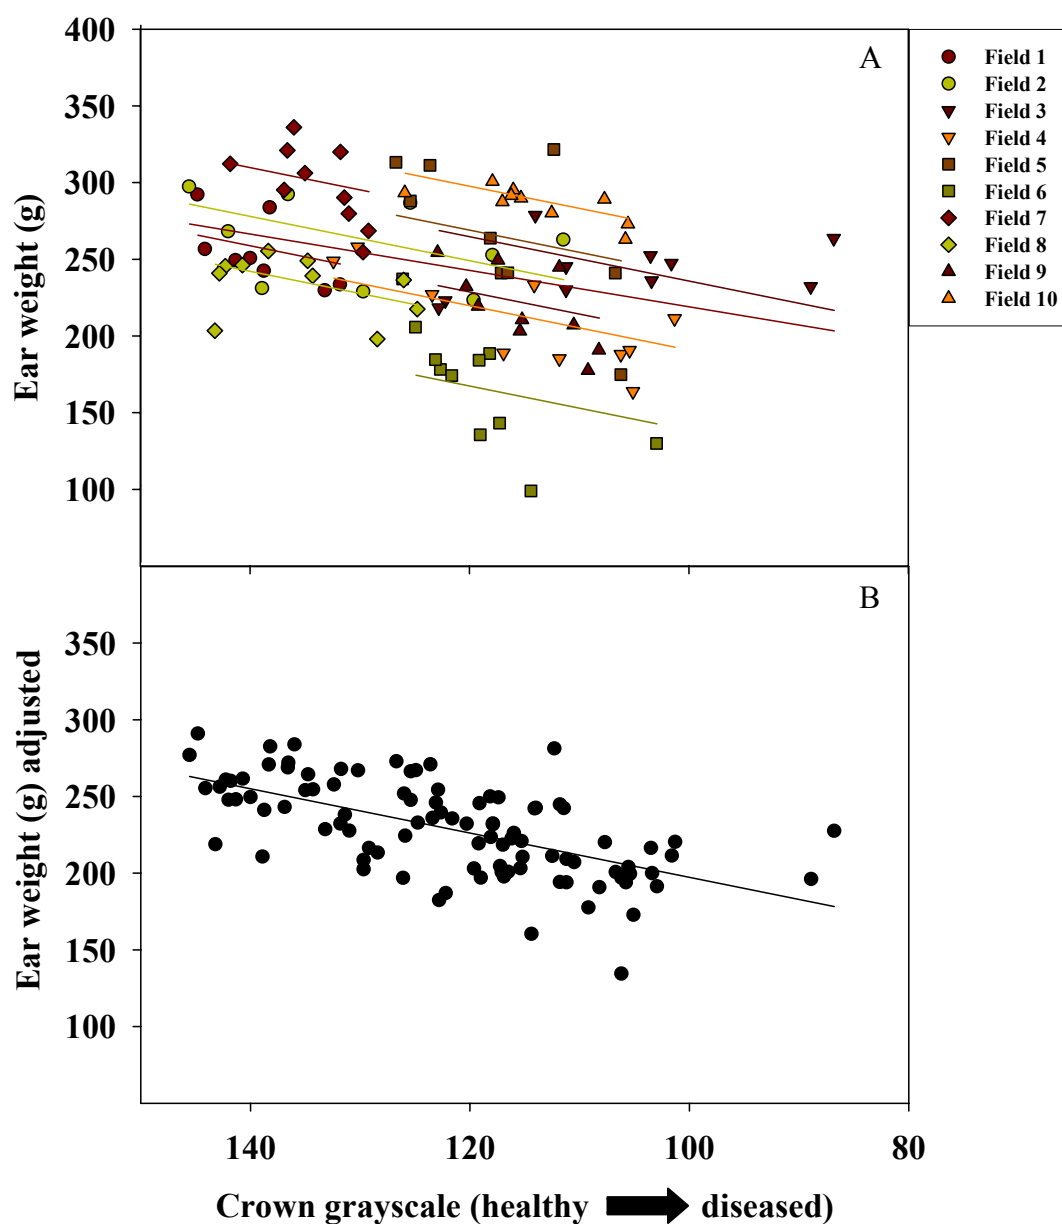 A
Ear weight (g)
400
350
300
250
200
150
100
Field 1
Field 2
Field 3
Field 4
Field 5
Field 6
Field 7
Field 8
Field 9
Field 10
B
Ear weight (g) adjusted
350
300
250
200
150
100
140 120 100 80
Crown grayscale (healthy diseased)